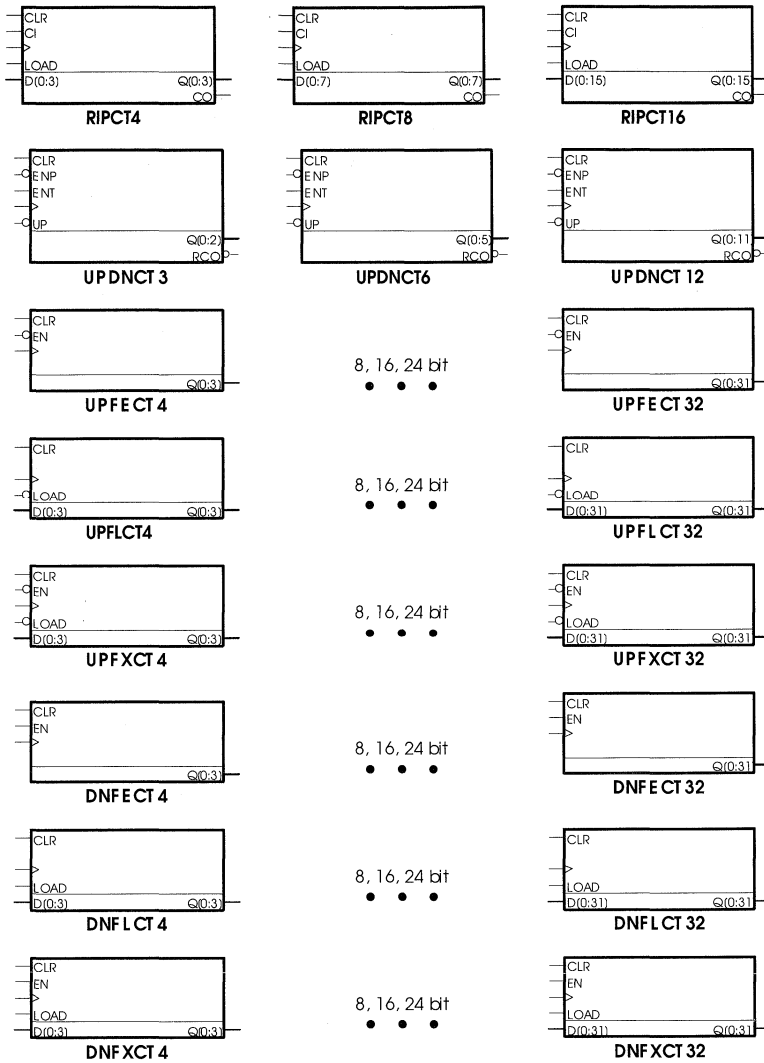 CLR
CI
LOAD
D(0:3) Q(0:3)
CO
RIPCT4
CLR
CI
LOAD
D(0:7) Q(0:7)
CO
RIPCT8
CLR
CI
LOAD
D(0:15) Q(0:15)
CO
RIPCT16
CLR
ENP
ENT
UP
Q(0:2)
RCO
UPDNCT3
CLR
ENP
ENT
UP
Q(0:5)
RCO
UPDNCT6
CLR
ENP
ENT
UP
Q(0:11)
RCO
UPDNCT12
CLR
EN
Q(0:3)
UPFECT4
8, 16, 24 bit
CLR
EN
Q(0:31)
UPFECT32
CLR
LOAD
D(0:3) Q(0:3)
UPFLCT4
8, 16, 24 bit
CLR
LOAD
D(0:31) Q(0:31)
UPFLCT32
CLR
EN
LOAD
D(0:3) Q(0:3)
UPFXCT4
8, 16, 24 bit
CLR
EN
LOAD
D(0:31) Q(0:31)
UPFXCT32
CLR
EN
Q(0:3)
DNFECT4
8, 16, 24 bit
CLR
EN
Q(0:31)
DNFECT32
CLR
LOAD
D(0:3) Q(0:3)
DNFLCT4
8, 16, 24 bit
CLR
LOAD
D(0:31) Q(0:31)
DNFLCT32
CLR
EN
LOAD
D(0:3) Q(0:3)
DNFXCT4
8, 16, 24 bit
CLR
EN
LOAD
D(0:31) Q(0:31)
DNFXCT32